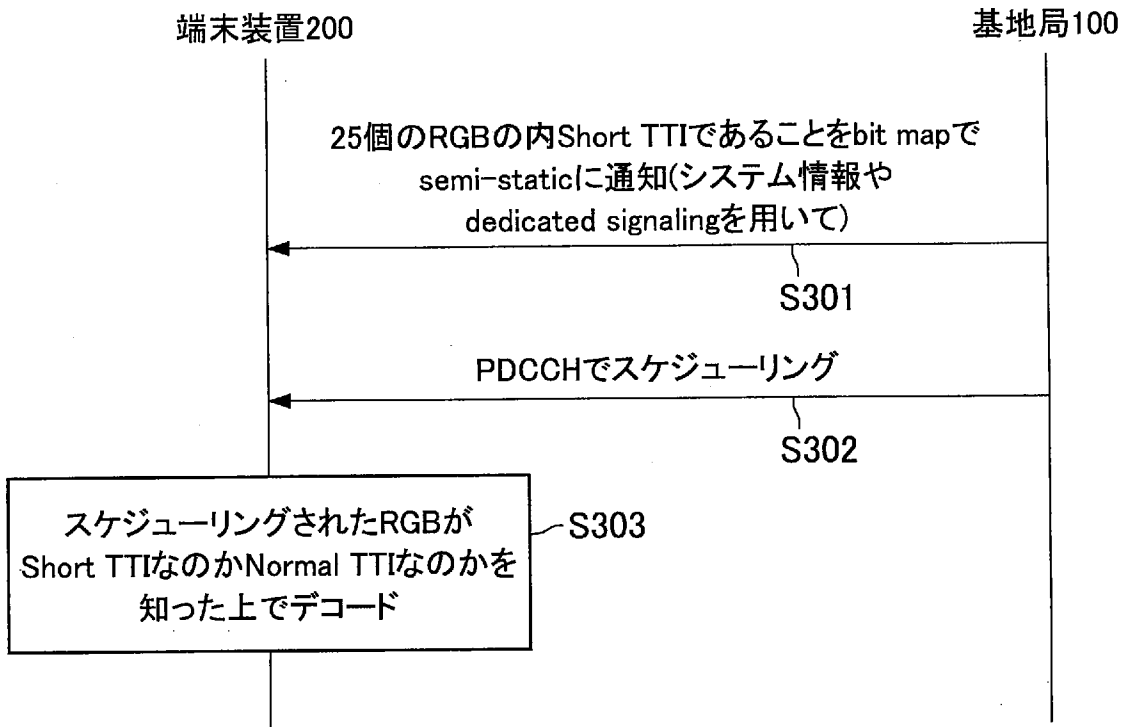 端末装置200
基地局100
25個のRGBの内Short TTIであることをbit mapで
semi-staticに通知(システム情報や
dedicated signalingを用いて)
S301
PDCCHでスケジューリング
S302
スケジューリングされたRGBが
Short TTIなのかNormal TTIなのかを
知った上でデコード
S303